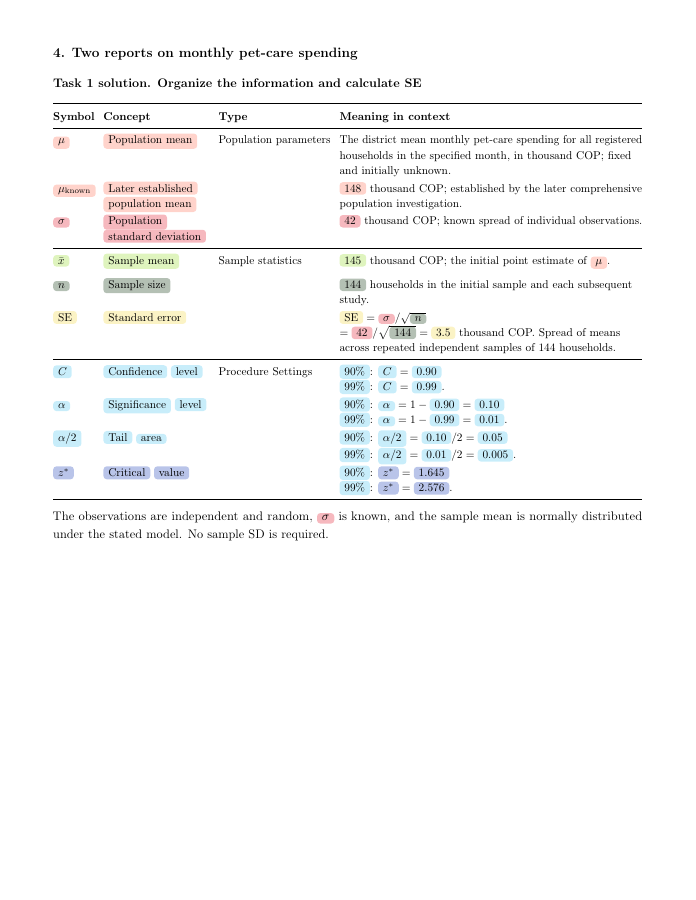 4. Two reports on monthly pet-care spending
Task 1 solution. Organize the information and calculate SE
Symbol Concept Type Meaning in context
μ Population mean Population parameters The district mean monthly pet-care spending for all registered
households in the specified month, in thousand COP; fixed
and initially unknown.
μknown Later established 148 thousand COP; established by the later comprehensive
population mean population investigation.
σ Population 42 thousand COP; known spread of individual observations.
standard deviation
x̄ Sample mean Sample statistics 145 thousand COP; the initial point estimate of μ.
n Sample size 144 households in the initial sample and each subsequent
study.
SE Standard error SE = σ/√n
= 42/√144 = 3.5 thousand COP. Spread of means
across repeated independent samples of 144 households.
C Confidence level Procedure Settings 90%: C = 0.90
99%: C = 0.99.
α Significance level 90%: α = 1 − 0.90 = 0.10
99%: α = 1 − 0.99 = 0.01.
α/2 Tail area 90%: α/2 = 0.10/2 = 0.05
99%: α/2 = 0.01/2 = 0.005.
z* Critical value 90%: z* = 1.645
99%: z* = 2.576.
The observations are independent and random, σ is known, and the sample mean is normally distributed
under the stated model. No sample SD is required.